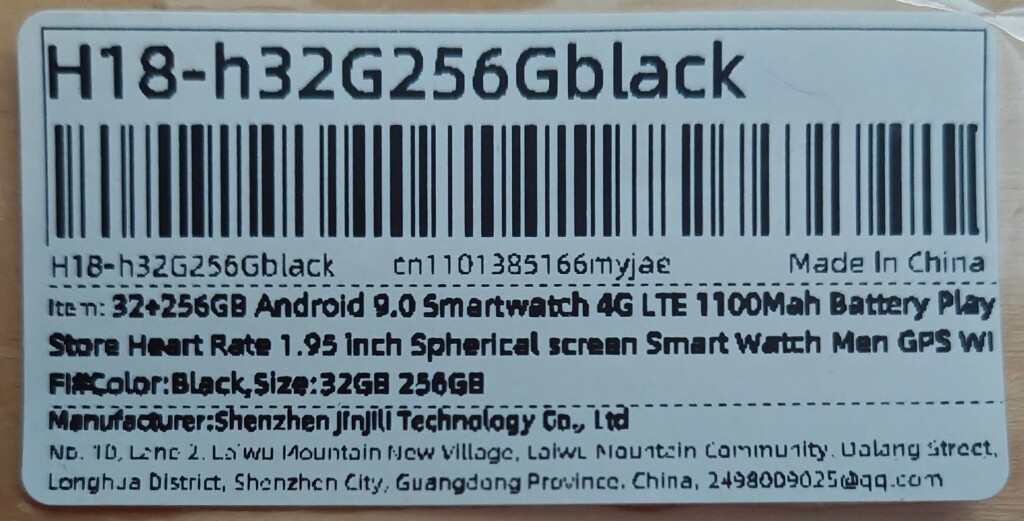 H18-h32G256Gblack
H18-h32G256Gblack cn1101385166myjae Made In China
Item: 32+256GB Android 9.0 Smartwatch 4G LTE 1100Mah Battery Play
Store Heart Rate 1.95 inch Spherical screen Smart Watch Men GPS WI
FI#Color:Black,Size:32GB 256GB
Manufacturer:Shenzhen Jinjili Technology Co., Ltd
No. 10, Lane 2, Laiwu Mountain New Village, Laiwu Mountain Community, Dalang Street,
Longhua District, Shenzhen City, Guangdong Province, China, 2498009025@qq.com